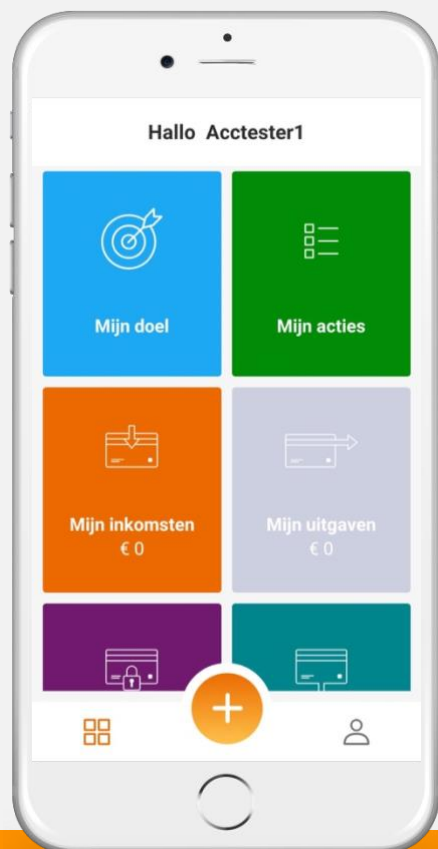 Hallo Acctester1
Mijn doel
Mijn acties
Mijn inkomsten
€ 0
Mijn uitgaven
€ 0